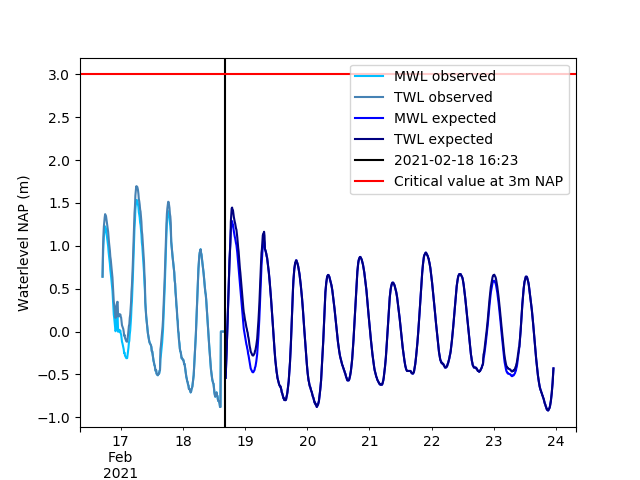 MWL observed
TWL observed
MWL expected
TWL expected
2021-02-18 16:23
Critical value at 3m NAP
Waterlevel NAP (m)
3.0
2.5
2.0
1.5
1.0
0.5
0.0
−0.5
−1.0
17 18 19 20 21 22 23 24
Feb
2021